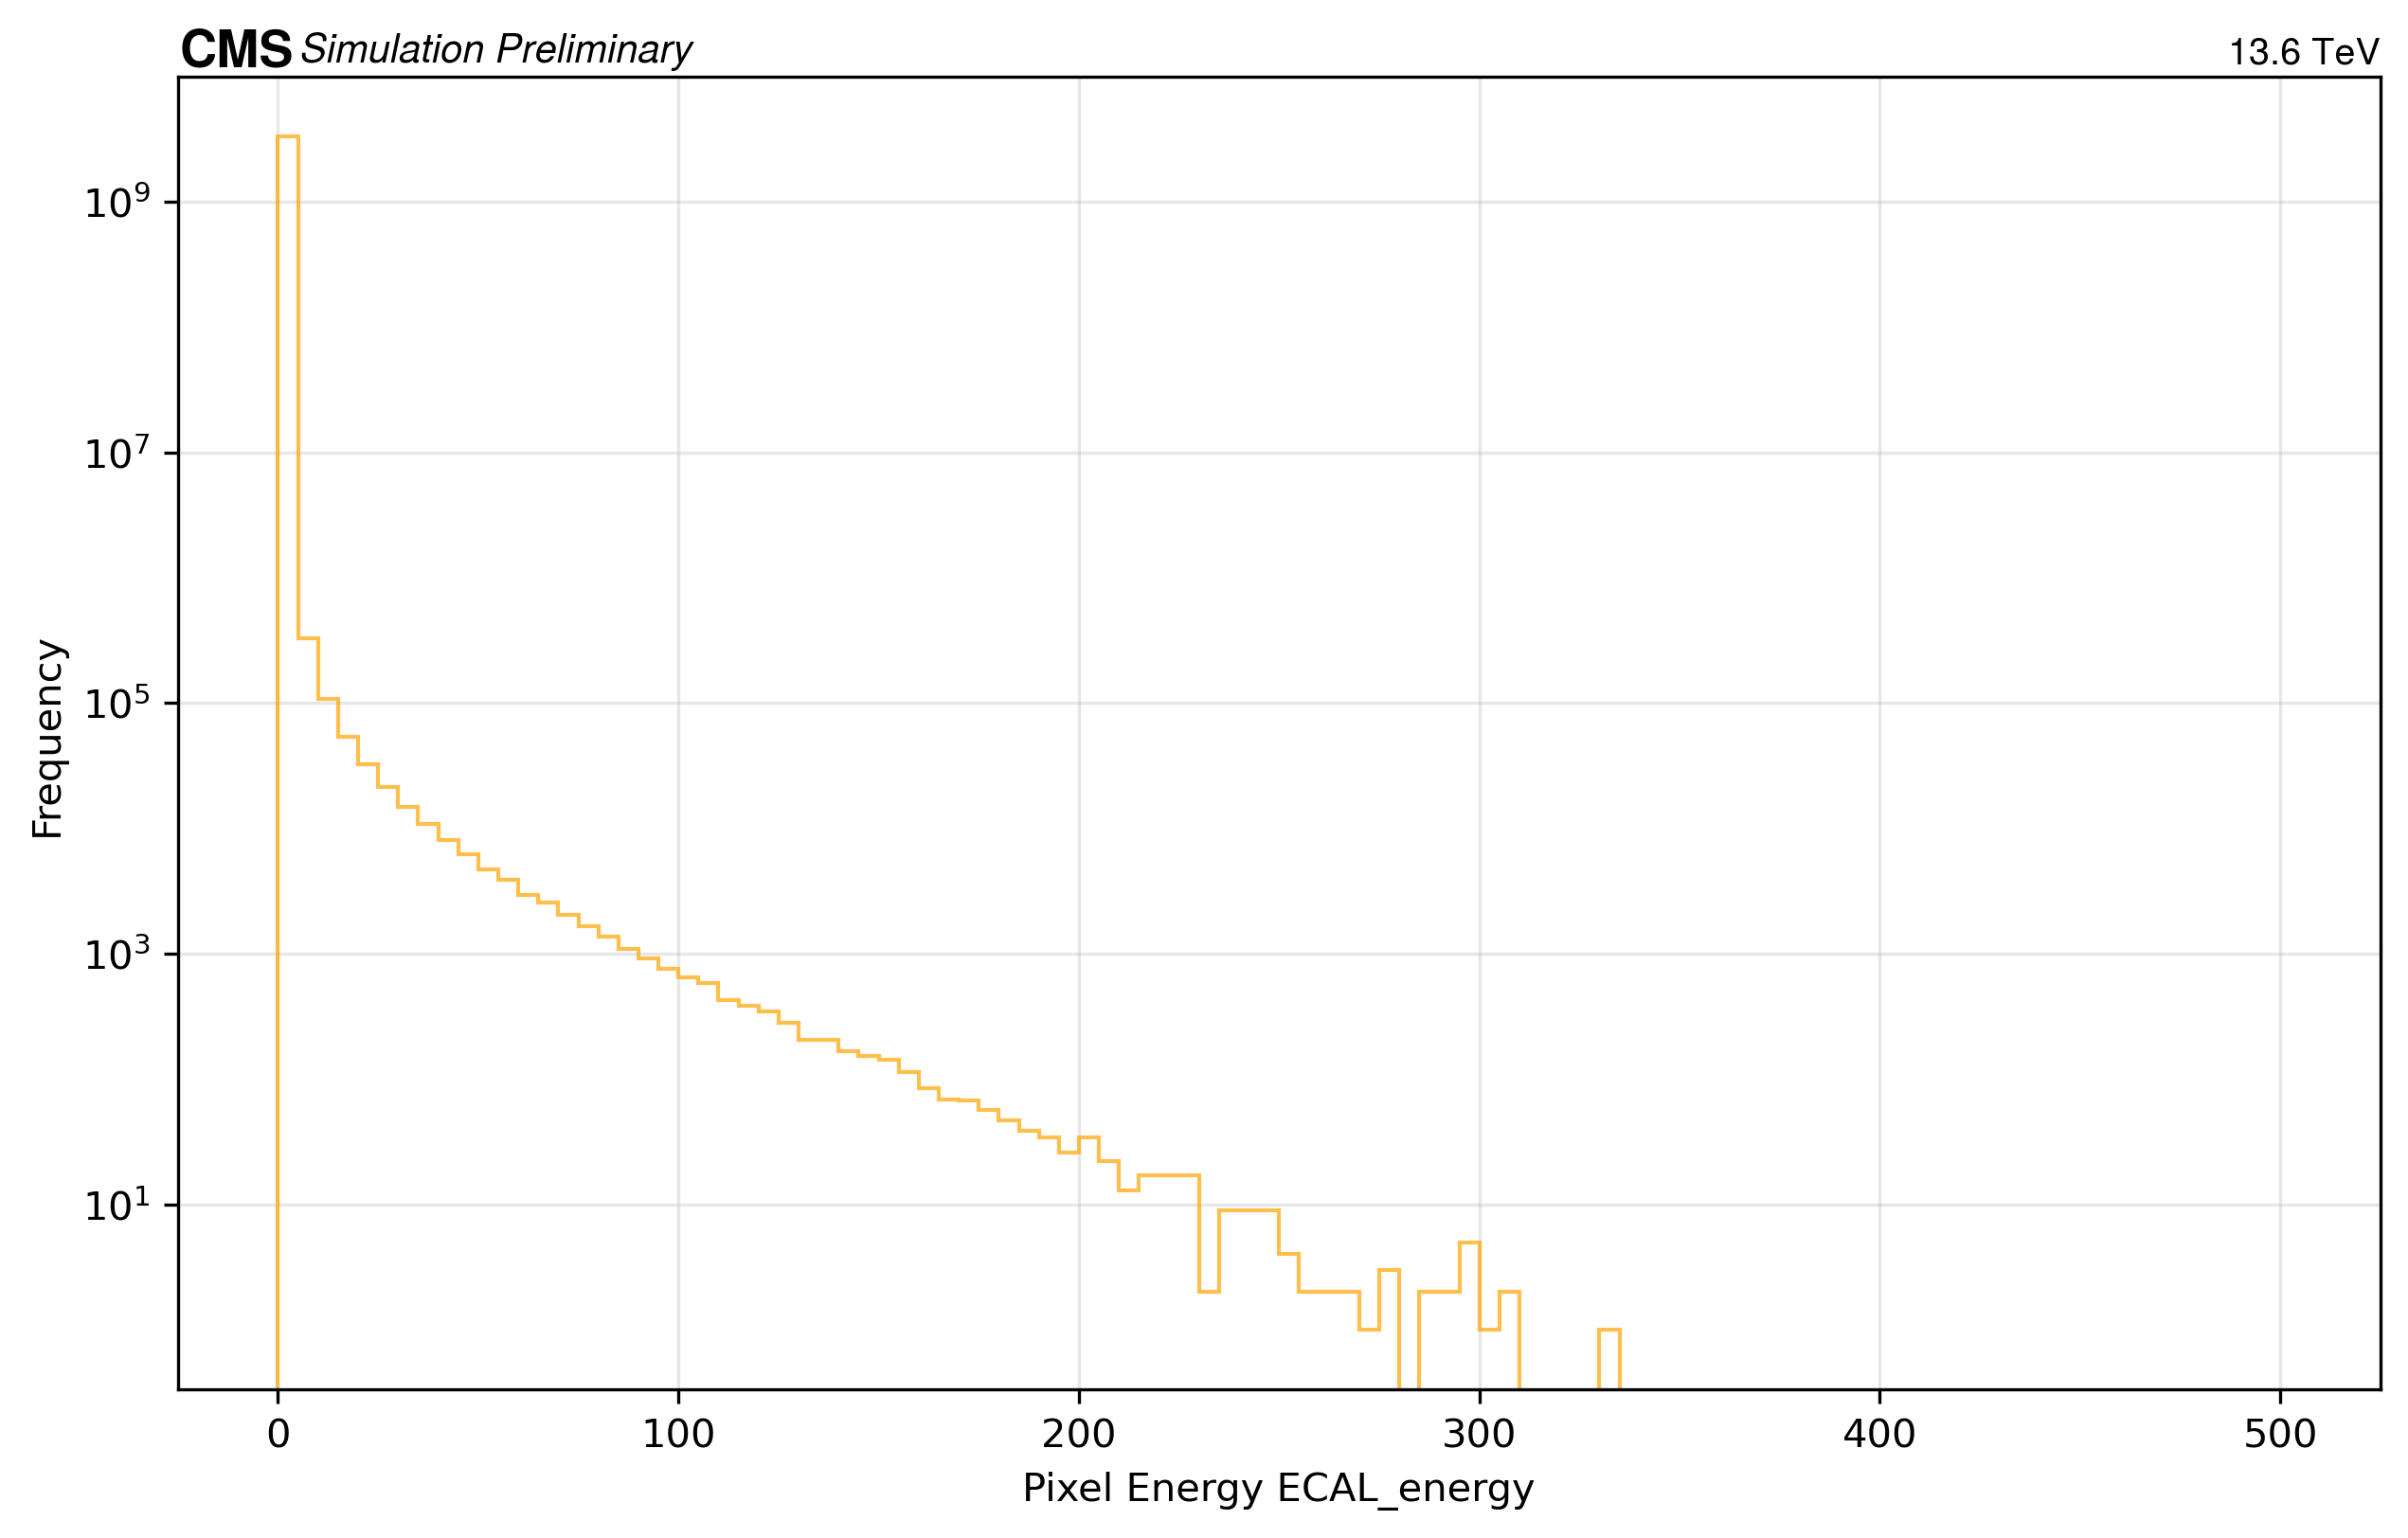 CMS Simulation Preliminary
13.6 TeV
Frequency
10⁹
10⁷
10⁵
10³
10¹
0 100 200 300 400 500
Pixel Energy ECAL_energy